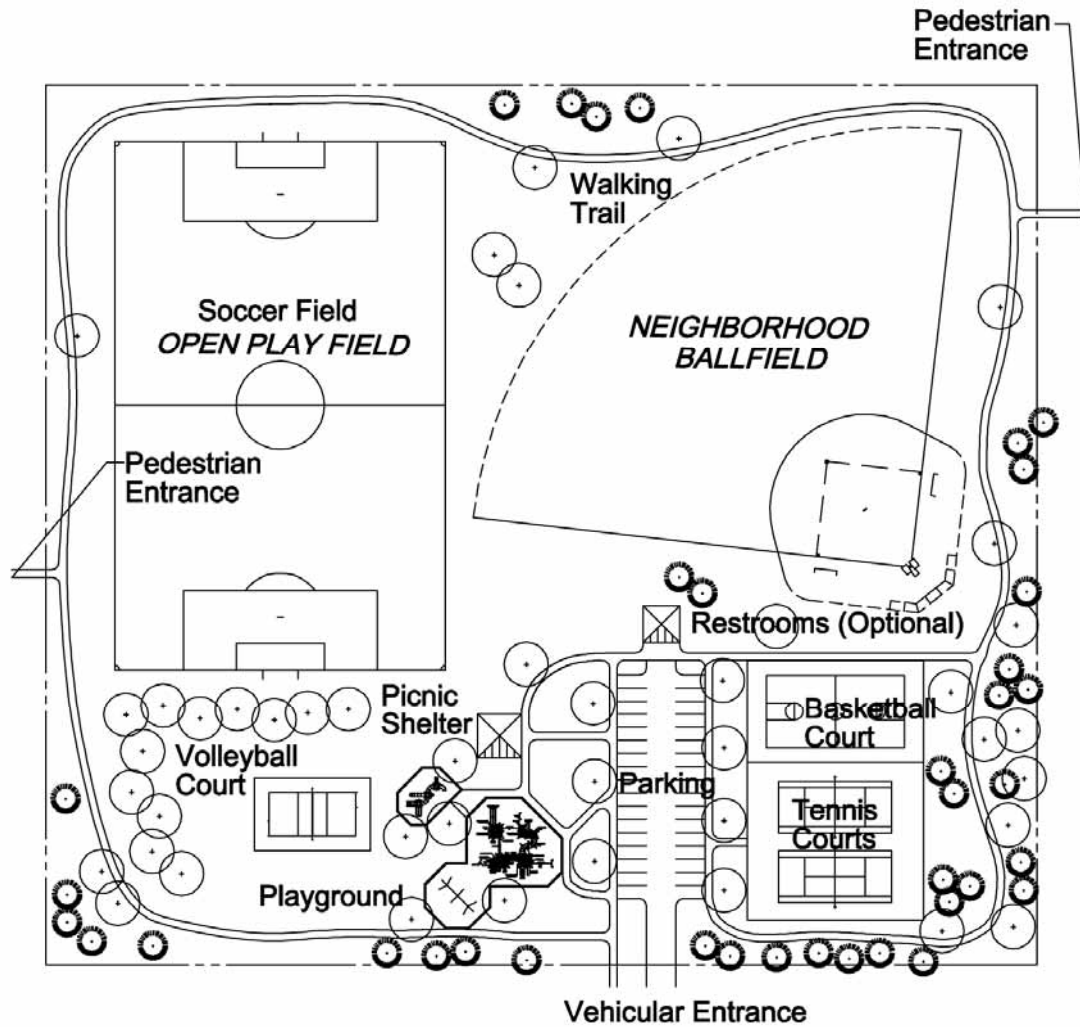 Pedestrian
Entrance
Walking
Trail
Soccer Field
OPEN PLAY FIELD
NEIGHBORHOOD
BALLFIELD
Pedestrian
Entrance
Restrooms (Optional)
Picnic
Shelter
Basketball
Court
Volleyball
Court
Parking
Tennis
Courts
Playground
Vehicular Entrance